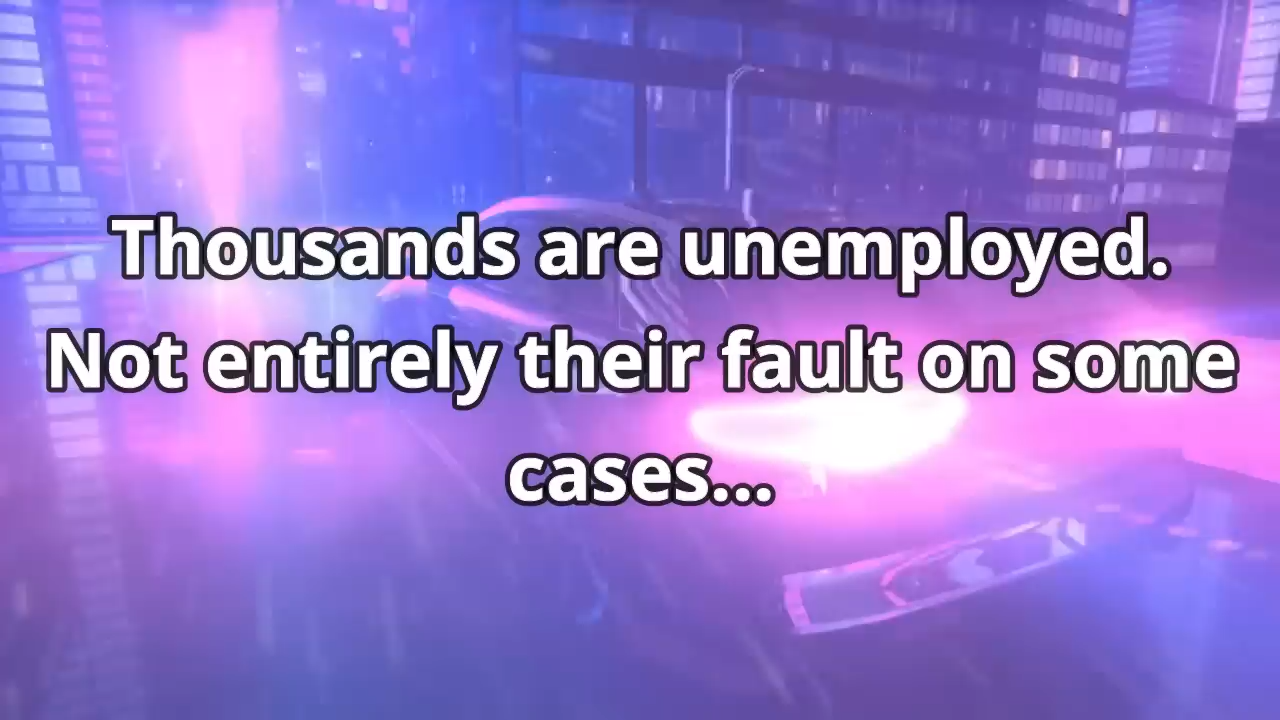 Thousands are unemployed.
Not entirely their fault on some
cases...